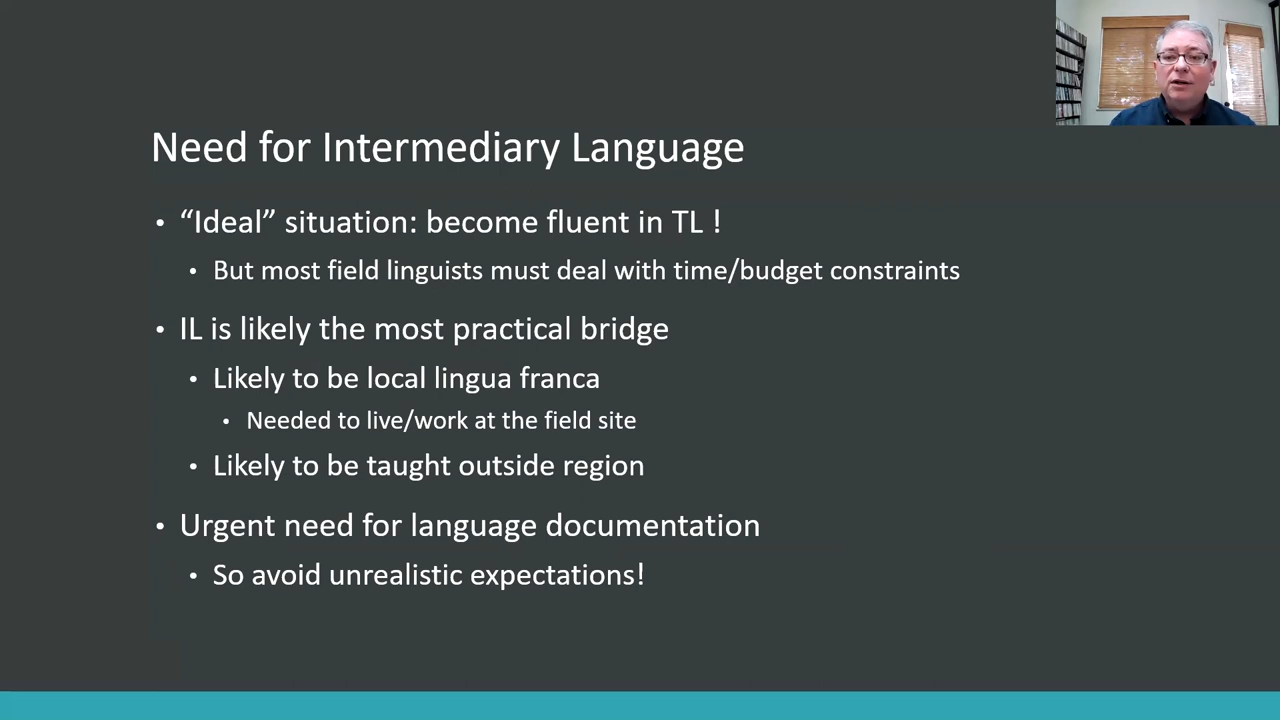 Need for Intermediary Language
• “Ideal” situation: become fluent in TL !
• But most field linguists must deal with time/budget constraints
• IL is likely the most practical bridge
• Likely to be local lingua franca
• Needed to live/work at the field site
• Likely to be taught outside region
• Urgent need for language documentation
• So avoid unrealistic expectations!